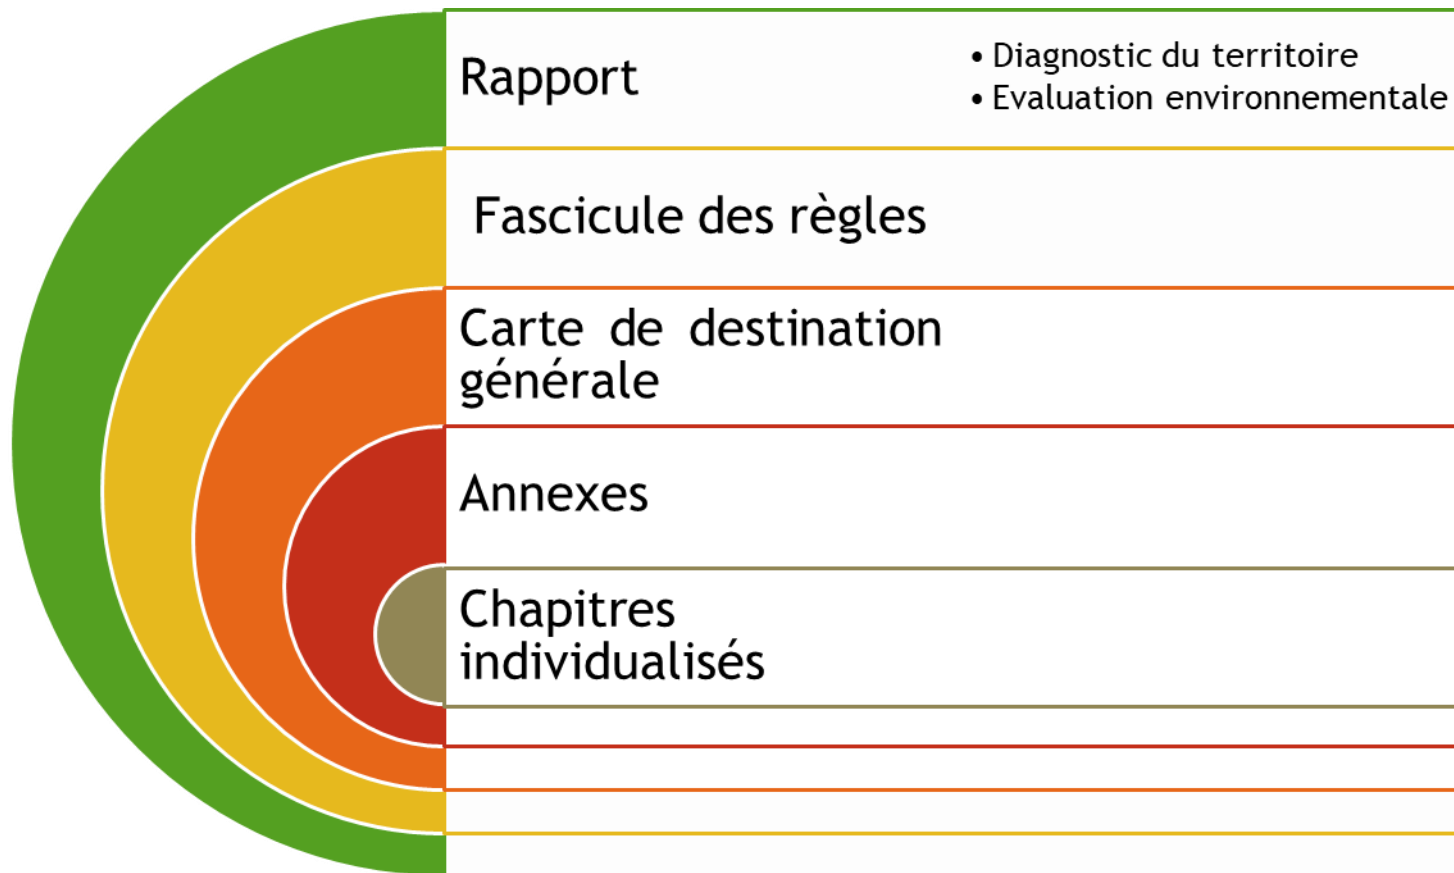 Rapport
• Diagnostic du territoire
• Evaluation environnementale
Fascicule des règles
Carte de destination
générale
Annexes
Chapitres
individualisés